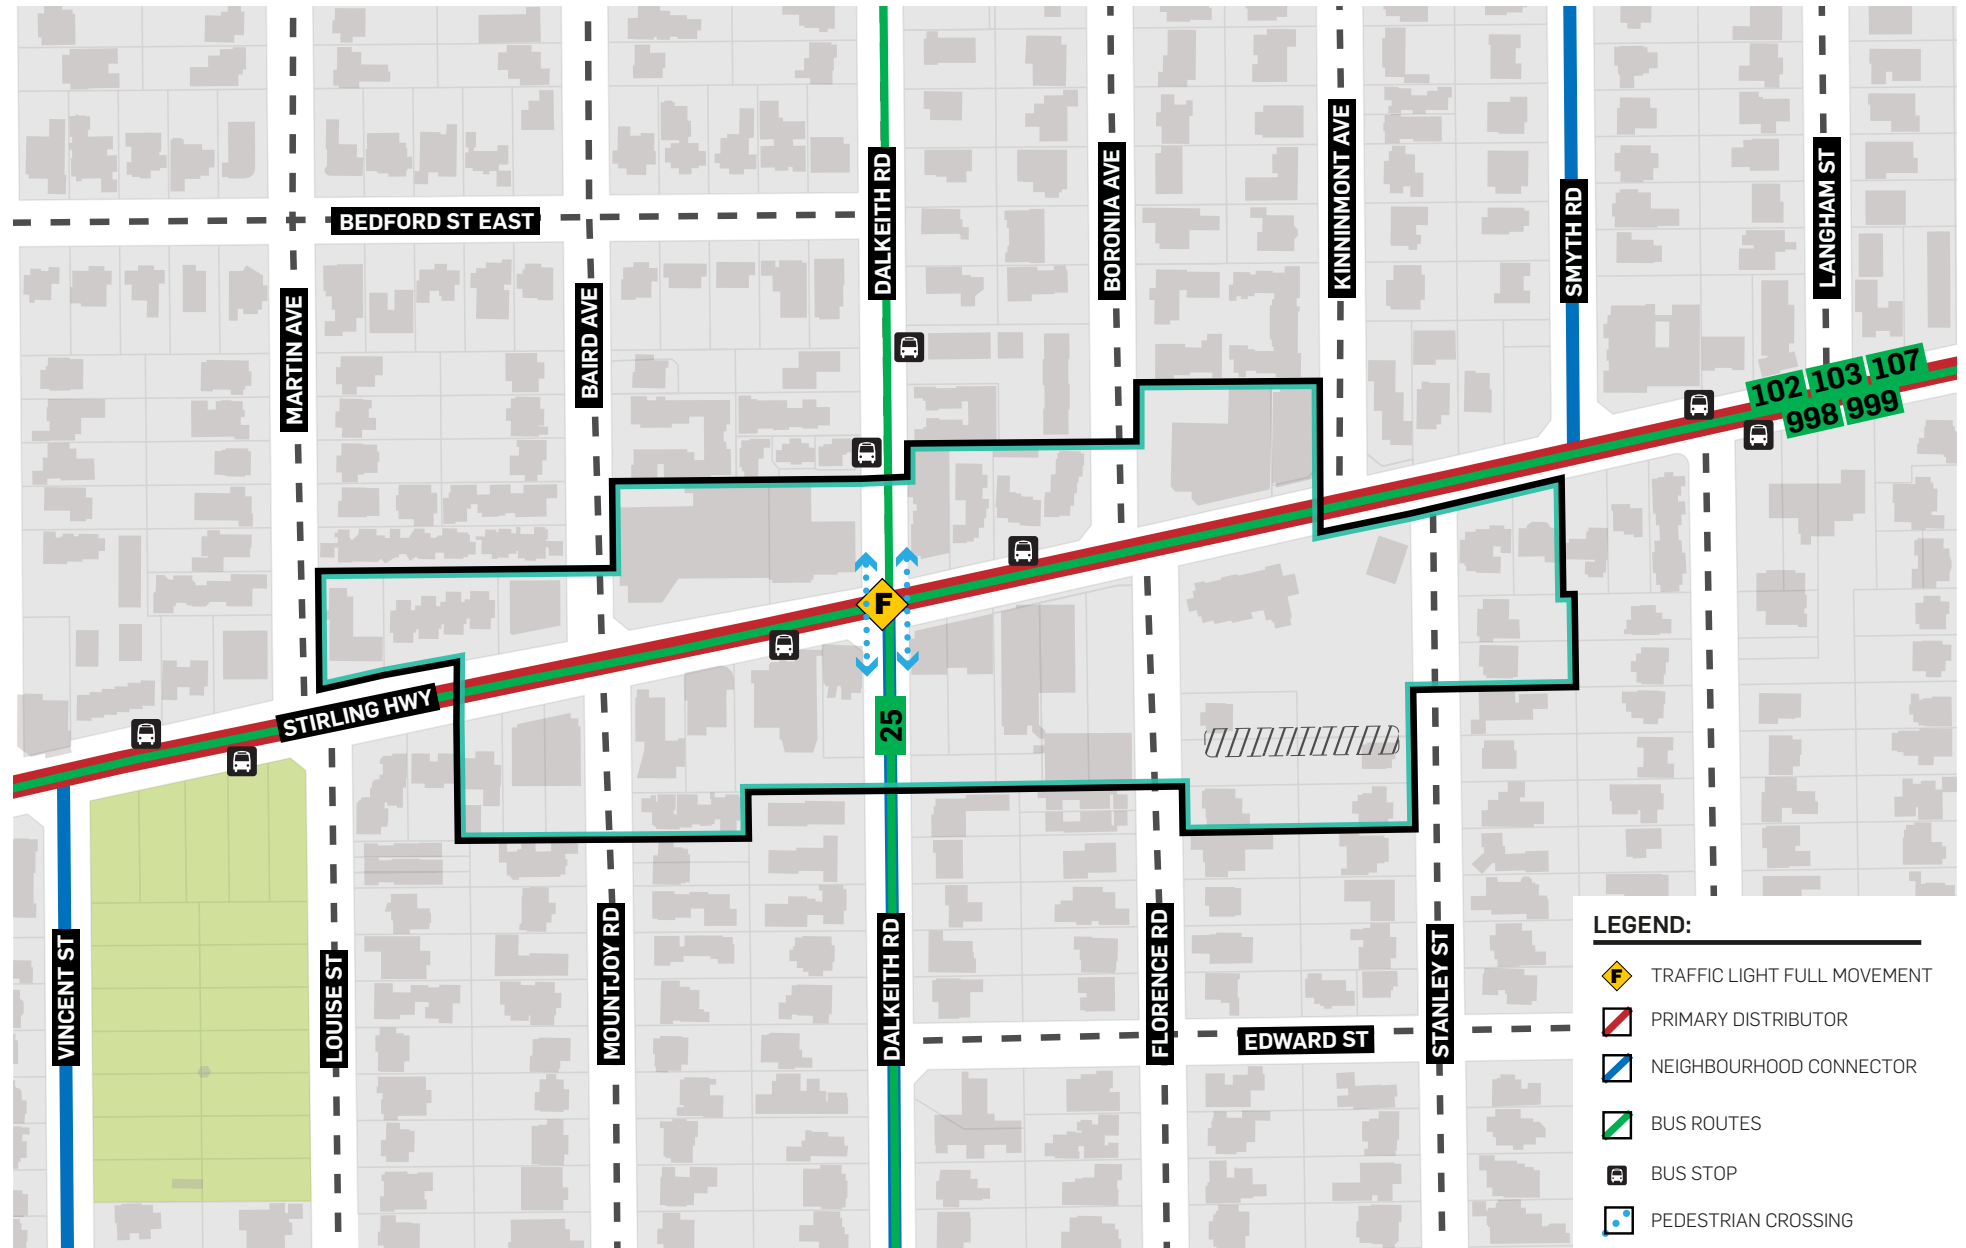 BEDFORD ST EAST
MARTIN AVE
BAIRD AVE
DALKEITH RD
BORONIA AVE
KINNINMONT AVE
SMYTH RD
LANGHAM ST
102 103 107
998 999
F
STIRLING HWY
25
VINCENT ST
LOUISE ST
MOUNTJOY RD
DALKEITH RD
FLORENCE RD
STANLEY ST
EDWARD ST
LEGEND:
F TRAFFIC LIGHT FULL MOVEMENT
PRIMARY DISTRIBUTOR
NEIGHBOURHOOD CONNECTOR
BUS ROUTES
BUS STOP
PEDESTRIAN CROSSING